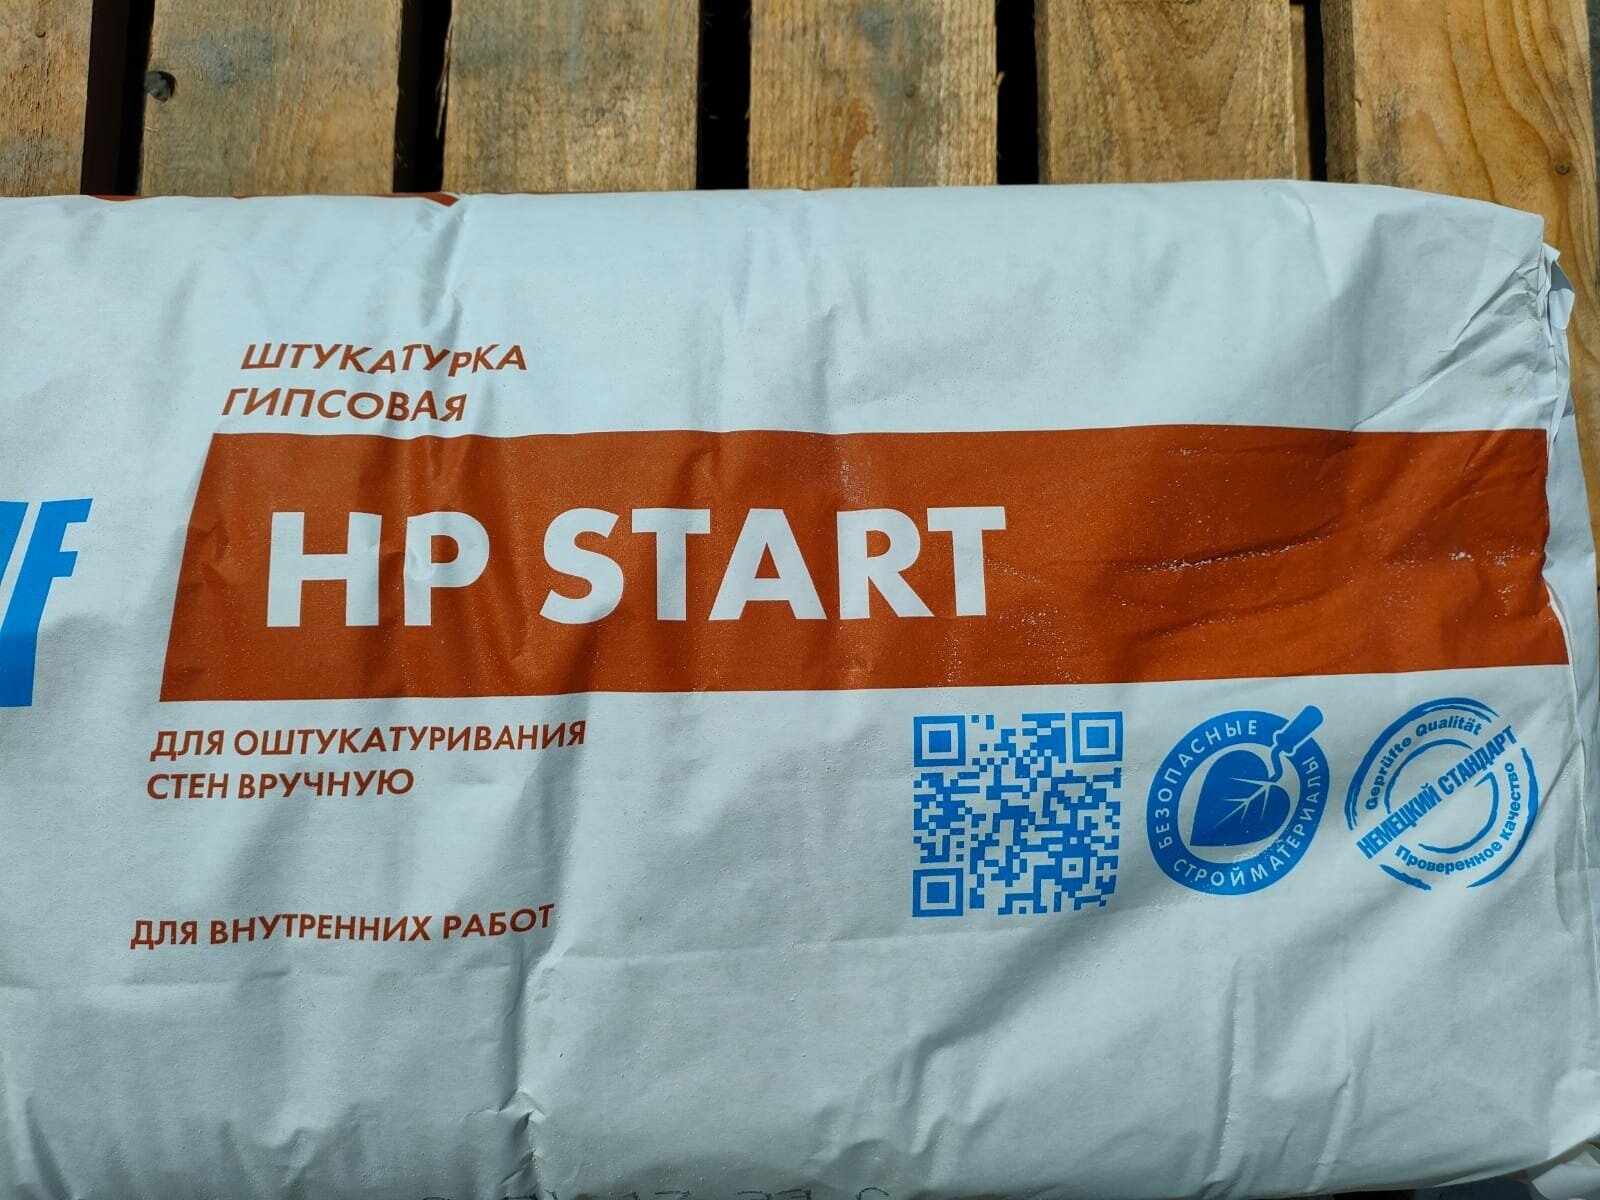 ШТУКАТУРКА
ГИПСОВАЯ
HP START
ДЛЯ ОШТУКАТУРИВАНИЯ
СТЕН ВРУЧНУЮ
ДЛЯ ВНУТРЕННИХ РАБОТ
БЕЗОПАСНЫЕ
СТРОЙМАТЕРИАЛЫ
Geprüfte Qualität
НЕМЕЦКИЙ СТАНДАРТ
Проверенное качество